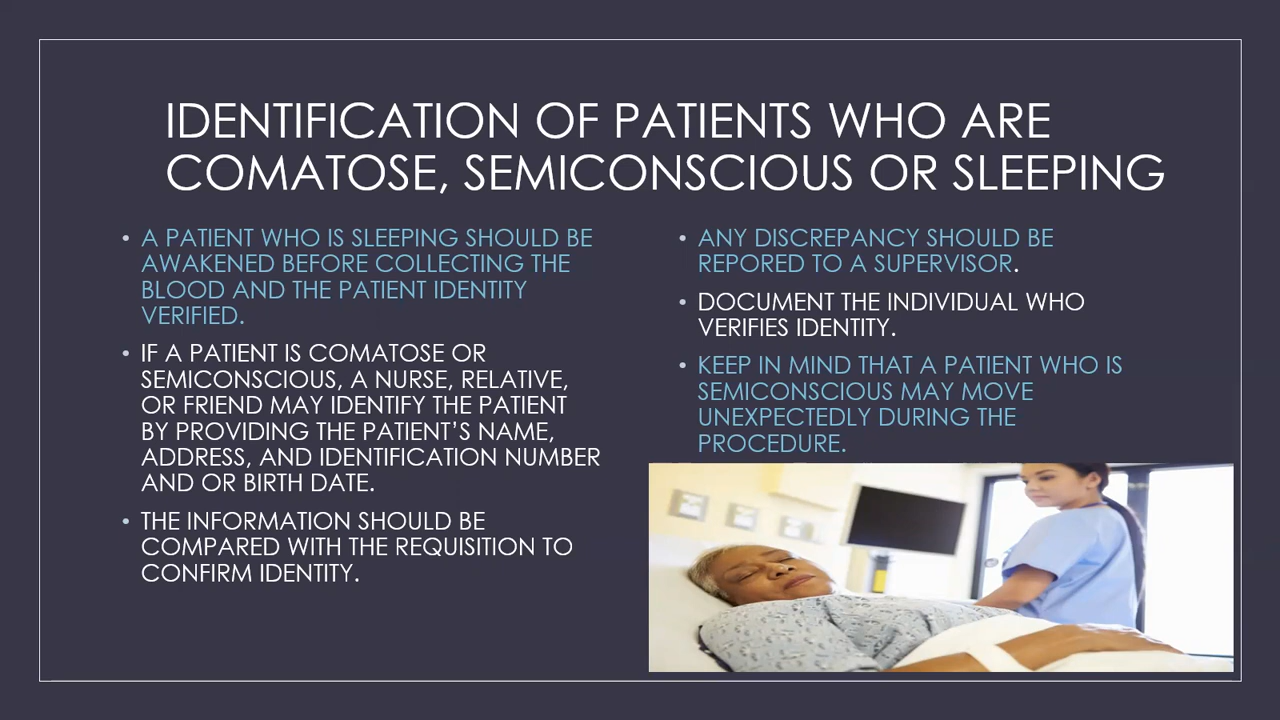 IDENTIFICATION OF PATIENTS WHO ARE
COMATOSE, SEMICONSCIOUS OR SLEEPING
• A PATIENT WHO IS SLEEPING SHOULD BE
AWAKENED BEFORE COLLECTING THE
BLOOD AND THE PATIENT IDENTITY
VERIFIED.
• IF A PATIENT IS COMATOSE OR
SEMICONSCIOUS, A NURSE, RELATIVE,
OR FRIEND MAY IDENTIFY THE PATIENT
BY PROVIDING THE PATIENT'S NAME,
ADDRESS, AND IDENTIFICATION NUMBER
AND OR BIRTH DATE.
• THE INFORMATION SHOULD BE
COMPARED WITH THE REQUISITION TO
CONFIRM IDENTITY.
• ANY DISCREPANCY SHOULD BE
REPORED TO A SUPERVISOR.
• DOCUMENT THE INDIVIDUAL WHO
VERIFIES IDENTITY.
• KEEP IN MIND THAT A PATIENT WHO IS
SEMICONSCIOUS MAY MOVE
UNEXPECTEDLY DURING THE
PROCEDURE.